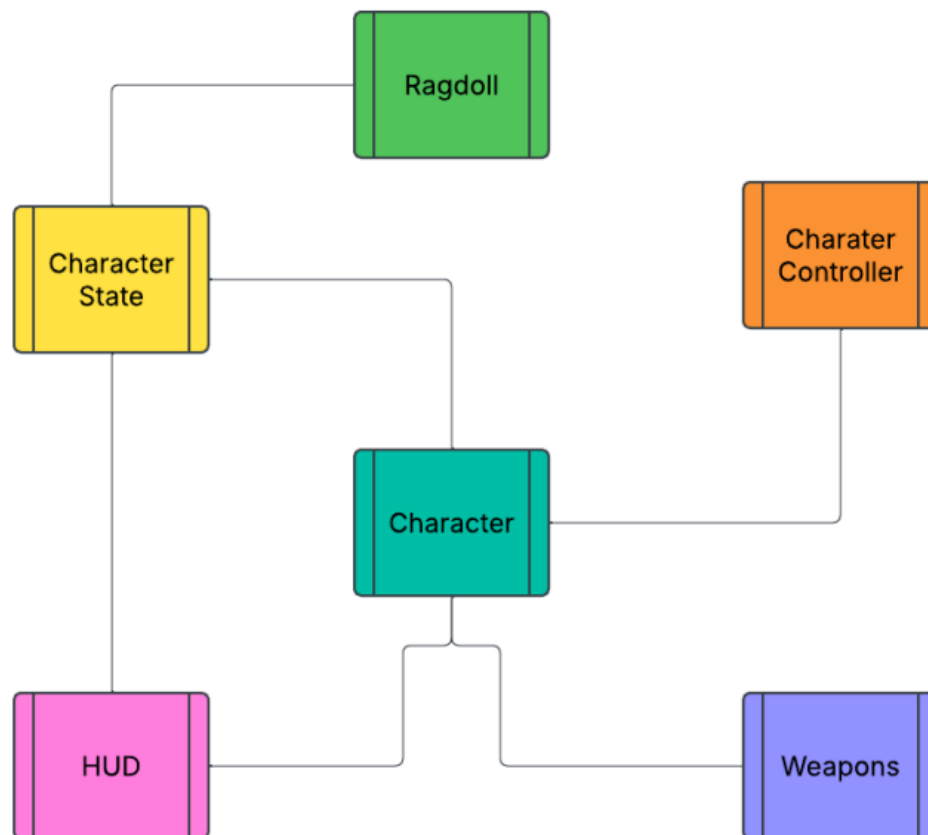 Ragdoll
Character
State
Charater
Controller
Character
HUD
Weapons